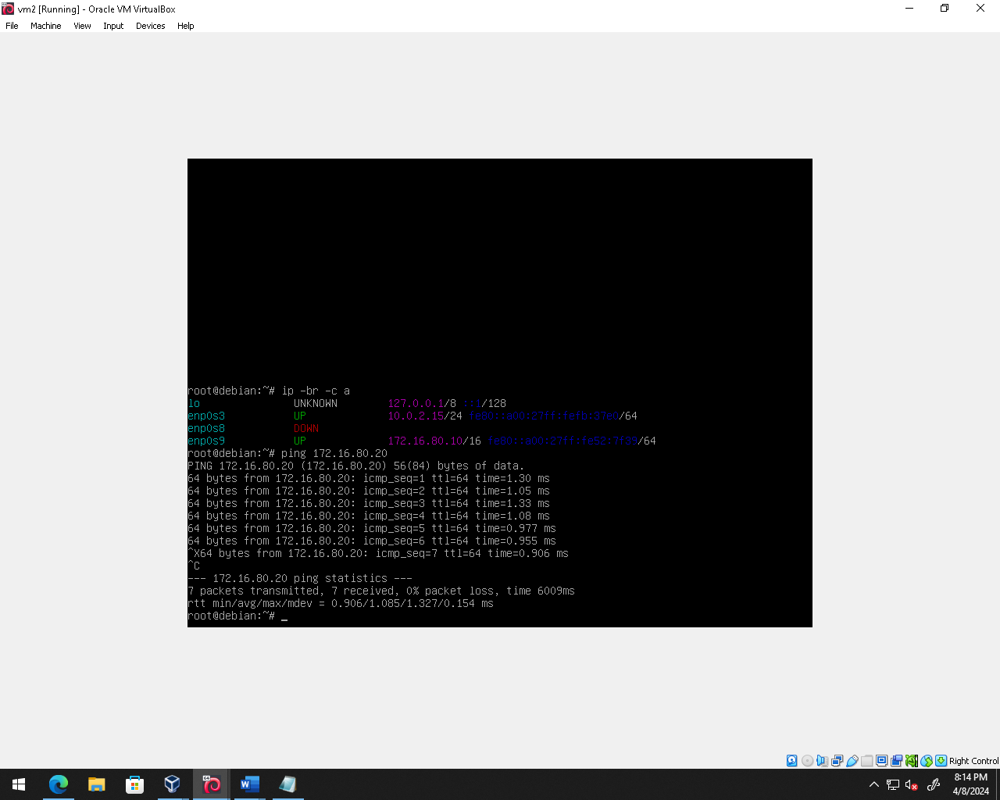 vm2 [Running] - Oracle VM VirtualBox
File Machine View Input Devices Help
root@debian:~# ip -br -c a
lo UNKNOWN 127.0.0.1/8 ::1/128
enp0s3 UP 10.0.2.15/24 fe80::a00:27ff:fefb:37e0/64
enp0s8 DOWN
enp0s9 UP 172.16.80.10/16 /64
root@debian:~# ping 172.16.80.20
PING 172.16.80.20 (172.16.80.20) 56(84) bytes of data.
64 bytes from 172.16.80.20: icmp_seq=1 ttl=64 time=1.30 ms
64 bytes from 172.16.80.20: icmp_seq=2 ttl=64 time=1.05 ms
64 bytes from 172.16.80.20: icmp_seq=3 ttl=64 time=1.33 ms
64 bytes from 172.16.80.20: icmp_seq=4 ttl=64 time=1.08 ms
64 bytes from 172.16.80.20: icmp_seq=5 ttl=64 time=0.977 ms
64 bytes from 172.16.80.20: icmp_seq=6 ttl=64 time=0.955 ms
^X64 bytes from 172.16.80.20: icmp_seq=7 ttl=64 time=0.906 ms
^C
--- 172.16.80.20 ping statistics ---
7 packets transmitted, 7 received, 0% packet loss, time 6009ms
rtt min/avg/max/mdev = 0.906/1.085/1.327/0.154 ms
root@debian:~# _
Right Control
64
8:14 PM
4/8/2024